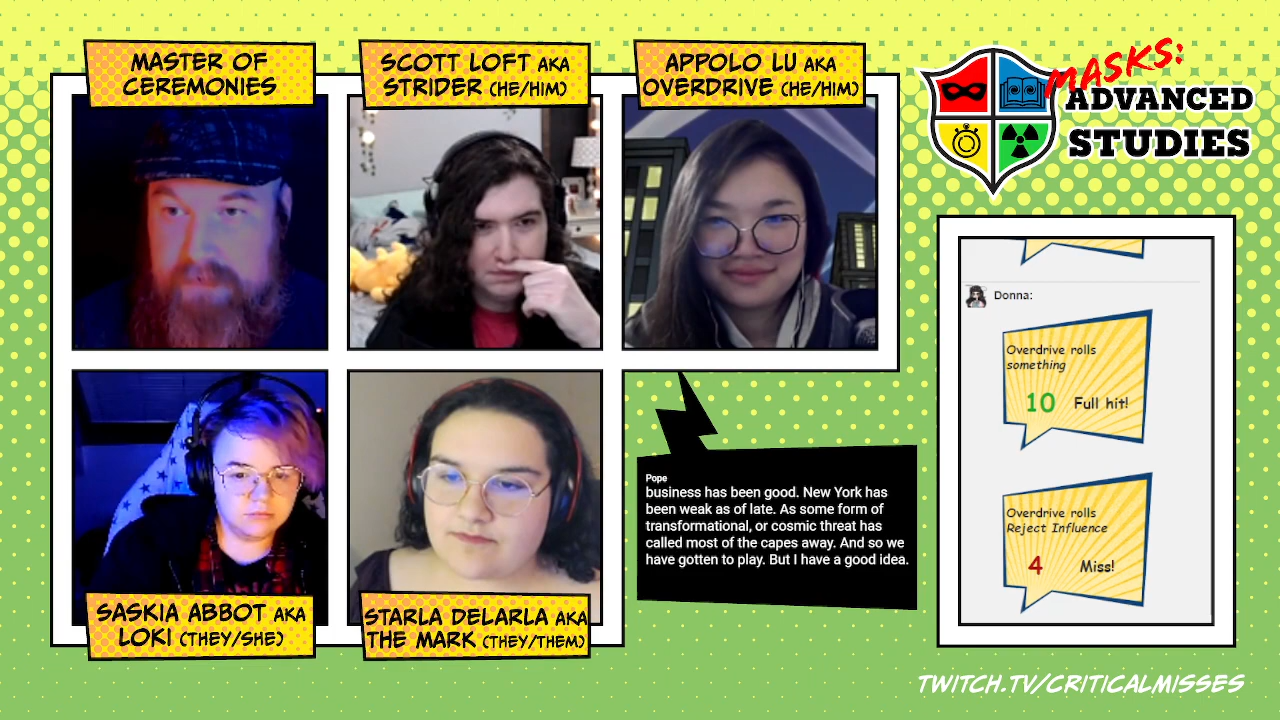 MASTER OF
CEREMONIES
SCOTT LOFT AKA
STRIDER (HE/HIM)
APPOLO LU AKA
OVERDRIVE (HE/HIM)
MASKS:
ADVANCED
STUDIES
Donna:
Overdrive rolls
something
10 Full hit!
Overdrive rolls
Reject Influence
4 Miss!
Pope
business has been good. New York has
been weak as of late. As some form of
transformational, or cosmic threat has
called most of the capes away. And so we
have gotten to play. But I have a good idea.
SASKIA ABBOT AKA
LOKI (THEY/SHE)
STARLA DELARLA AKA
THE MARK (THEY/THEM)
TWITCH.TV/CRITICALMISSES